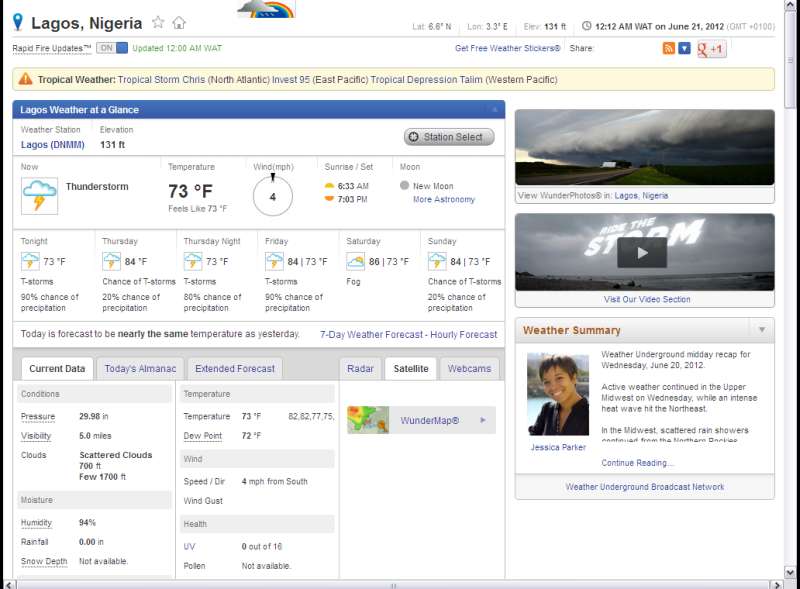 Lagos, Nigeria
Lat: 6.6° N Lon: 3.3° E Elev: 131 ft 12:12 AM WAT on June 21, 2012 (GMT +0100)
Rapid Fire Updates™ ON Updated 12:00 AM WAT
Get Free Weather Stickers® Share: +1
Tropical Weather: Tropical Storm Chris (North Atlantic) Invest 95 (East Pacific) Tropical Depression Talim (Western Pacific)
Lagos Weather at a Glance
Weather Station Elevation
Lagos (DNMM) 131 ft
Station Select
Now Temperature Wind(mph) Sunrise / Set Moon
Thunderstorm 73 °F 4 6:33 AM New Moon
Feels Like 73 °F 7:03 PM More Astronomy
Tonight Thursday Thursday Night Friday Saturday Sunday
73 °F 84 °F 73 °F 84 | 73 °F 86 | 73 °F 84 | 73 °F
T-storms Chance of T-storms T-storms T-storms Fog Chance of T-storms
90% chance of precipitation 20% chance of precipitation 80% chance of precipitation 90% chance of precipitation 20% chance of precipitation
Today is forecast to be nearly the same temperature as yesterday. 7-Day Weather Forecast - Hourly Forecast
Current Data Today's Almanac Extended Forecast
Conditions
Pressure 29.98 in
Visibility 5.0 miles
Clouds Scattered Clouds
700 ft
Few 1700 ft
Moisture
Humidity 94%
Rainfall 0.00 in
Snow Depth Not available.
Temperature
Temperature 73 °F 82,82,77,75,
Dew Point 72 °F
Wind
Speed / Dir 4 mph from South
Wind Gust
Health
UV 0 out of 16
Pollen Not available.
Radar Satellite Webcams
WunderMap®
View WunderPhotos® in: Lagos, Nigeria
RIDE THE
STORM
Visit Our Video Section
Weather Summary
Weather Underground midday recap for
Wednesday, June 20, 2012.
Active weather continued in the Upper
Midwest on Wednesday, while an intense
heat wave hit the Northeast.
In the Midwest, scattered rain showers
continued from the Northern Rockies
Jessica Parker
Continue Reading...
Weather Underground Broadcast Network